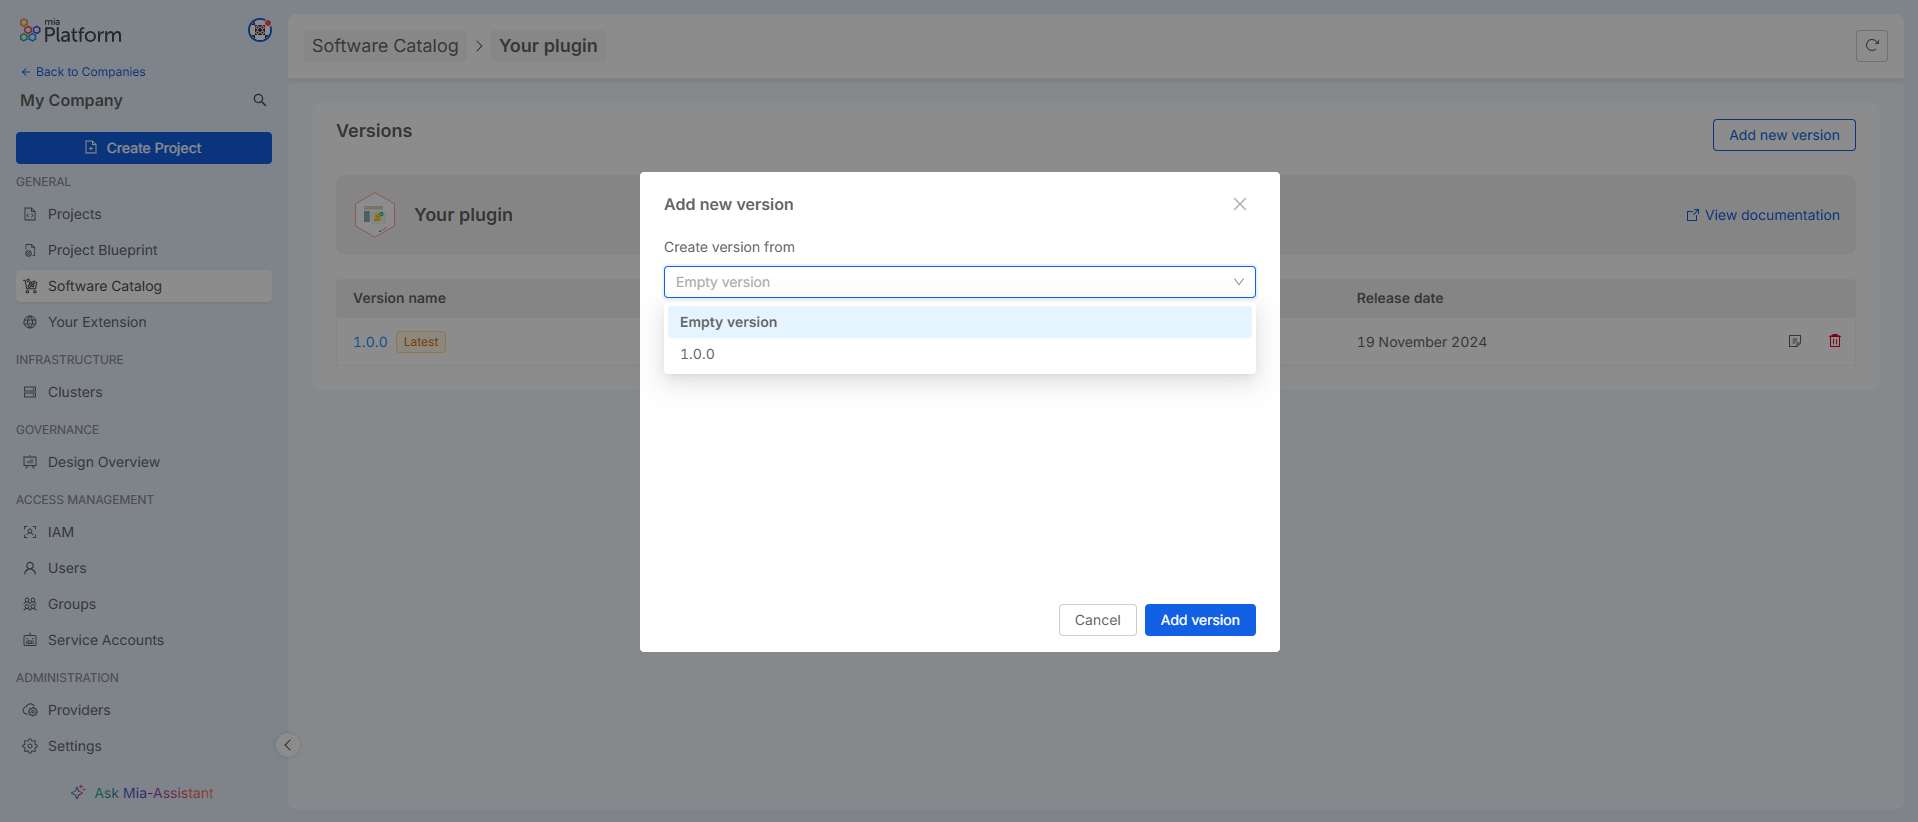 mia
Platform
Back to Companies
My Company
Create Project
GENERAL
Projects
Project Blueprint
Software Catalog
Your Extension
INFRASTRUCTURE
Clusters
GOVERNANCE
Design Overview
ACCESS MANAGEMENT
IAM
Users
Groups
Service Accounts
ADMINISTRATION
Providers
Settings
Ask Mia-Assistant
Software Catalog > Your plugin
Versions
Add new version
Your plugin
View documentation
Version name
Release date
1.0.0 Latest
19 November 2024
Add new version
Create version from
Empty version
Empty version
1.0.0
Cancel
Add version